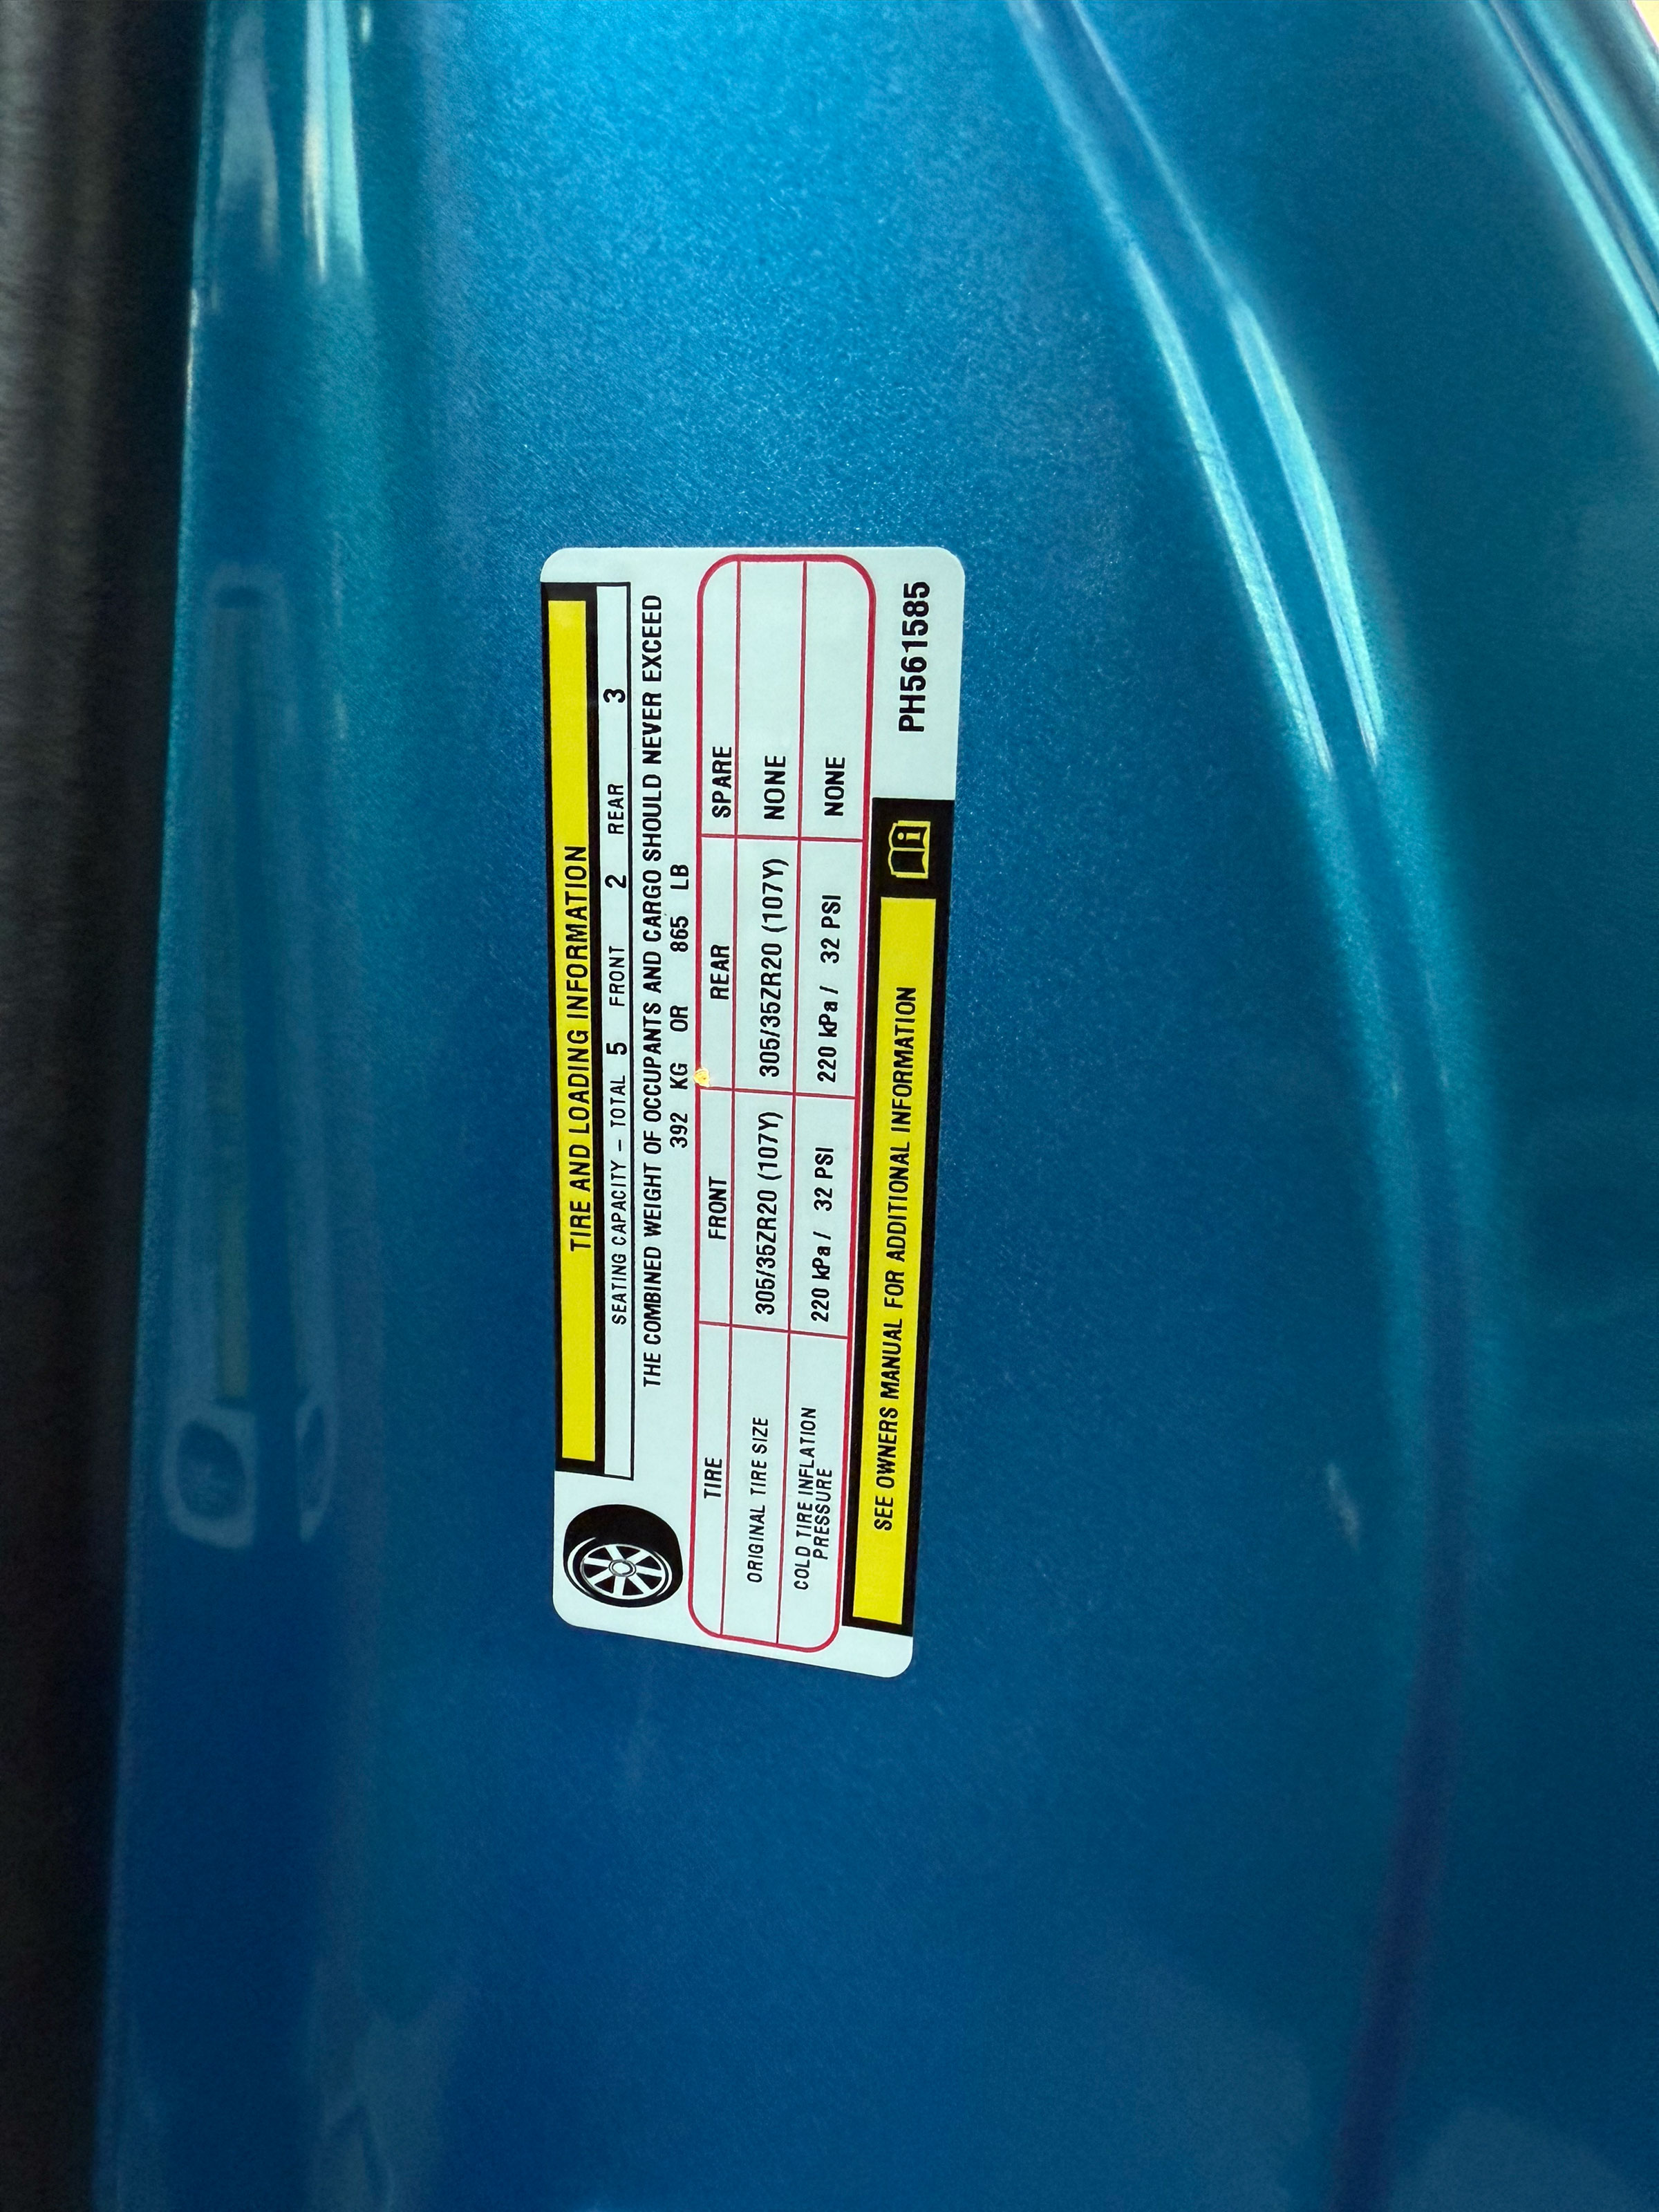 TIRE AND LOADING INFORMATION
SEATING CAPACITY – TOTAL 5 FRONT 2 REAR 3
THE COMBINED WEIGHT OF OCCUPANTS AND CARGO SHOULD NEVER EXCEED
392 KG OR 865 LB
TIRE FRONT REAR SPARE
ORIGINAL TIRE SIZE 305/35ZR20 (107Y) 305/35ZR20 (107Y) NONE
COLD TIRE INFLATION
PRESSURE 220 kPa / 32 PSI 220 kPa / 32 PSI NONE
SEE OWNERS MANUAL FOR ADDITIONAL INFORMATION
PH561585